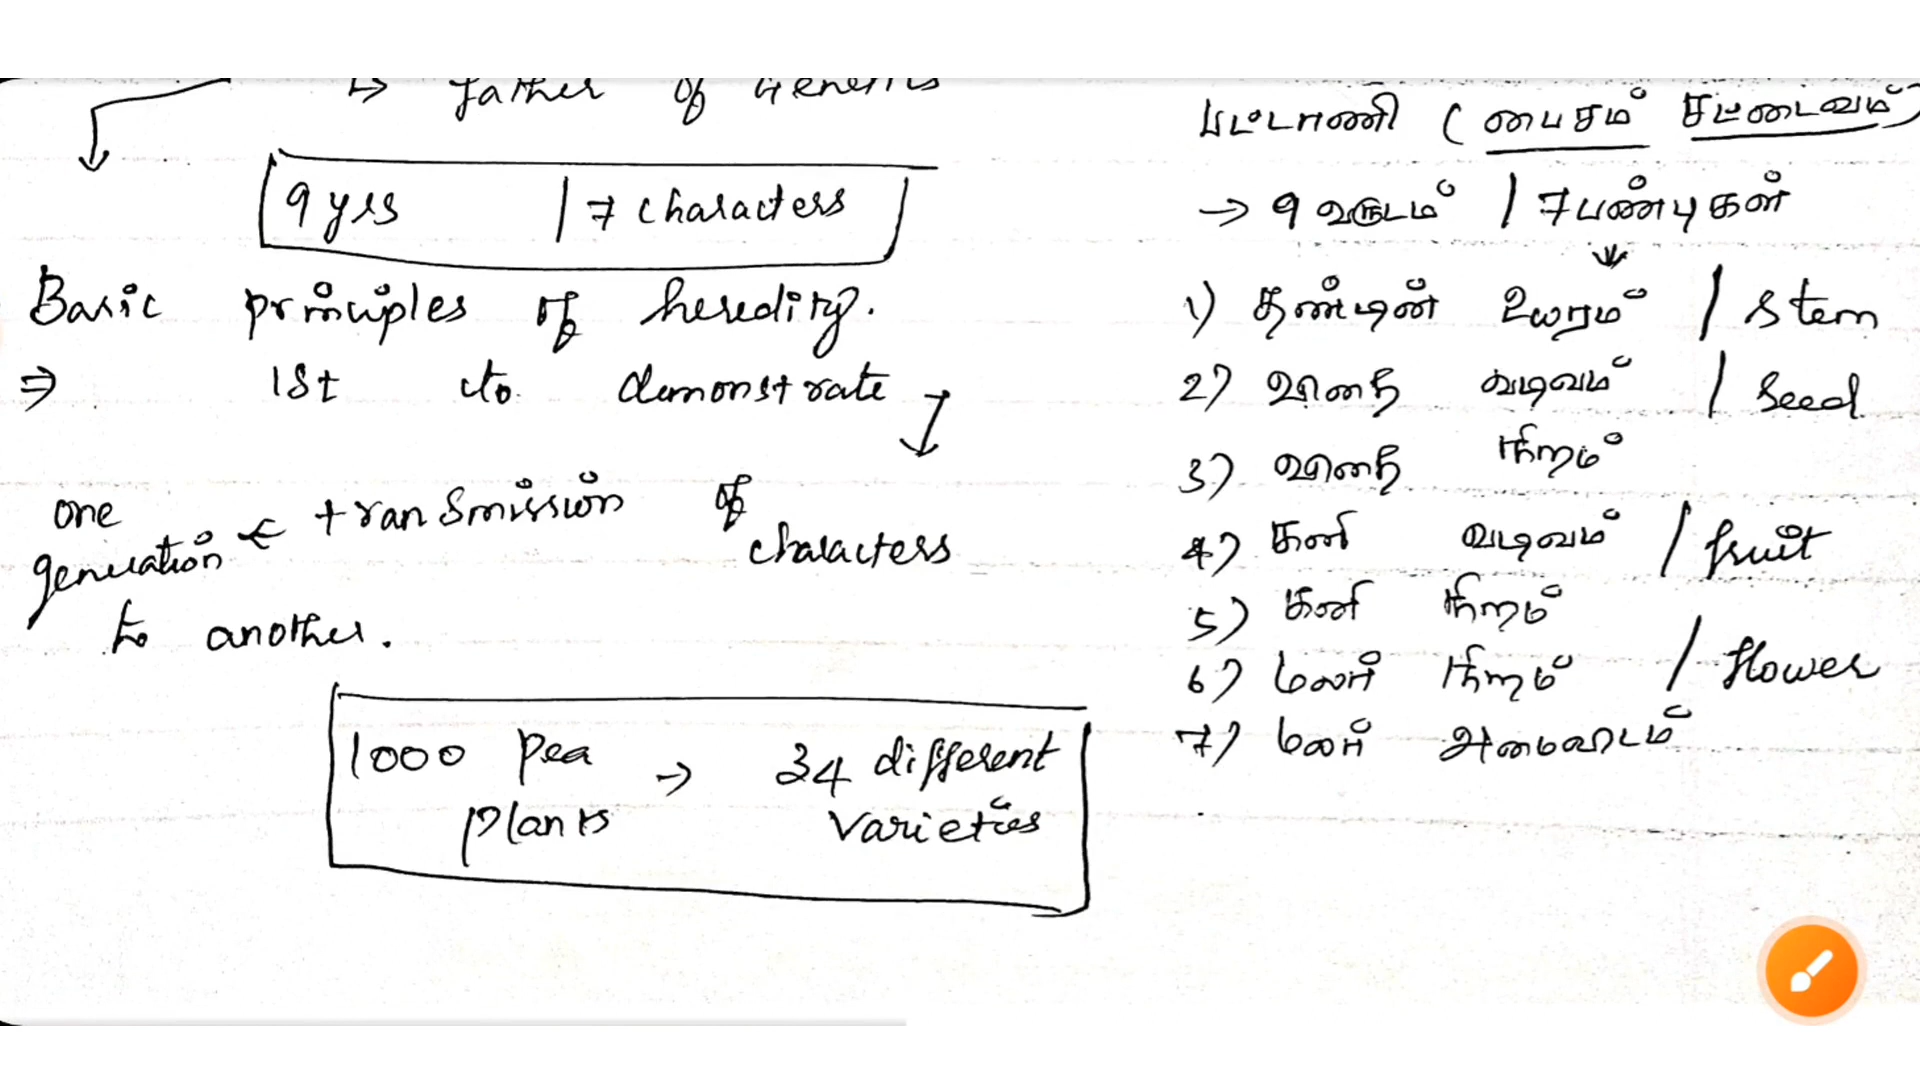 ↳ father of Genetics
9 yrs | 7 characters
Basic principles of heredity.
⇒ 1st to demonstrate
one generation ← transmission of characters
to another.
1000 pea plants → 34 different varieties
பட்டாணி ( பைசம் சட்டைவம் )
→ 9 வருடம் / 7 பண்புகள்
1) தண்டின் உயரம் / stem
2) விதை வடிவம் / seed
3) விதை நிறம்
4) கனி வடிவம் / fruit
5) கனி நிறம்
6) மலர் நிறம் / flower
7) மலர் அமைவிடம்